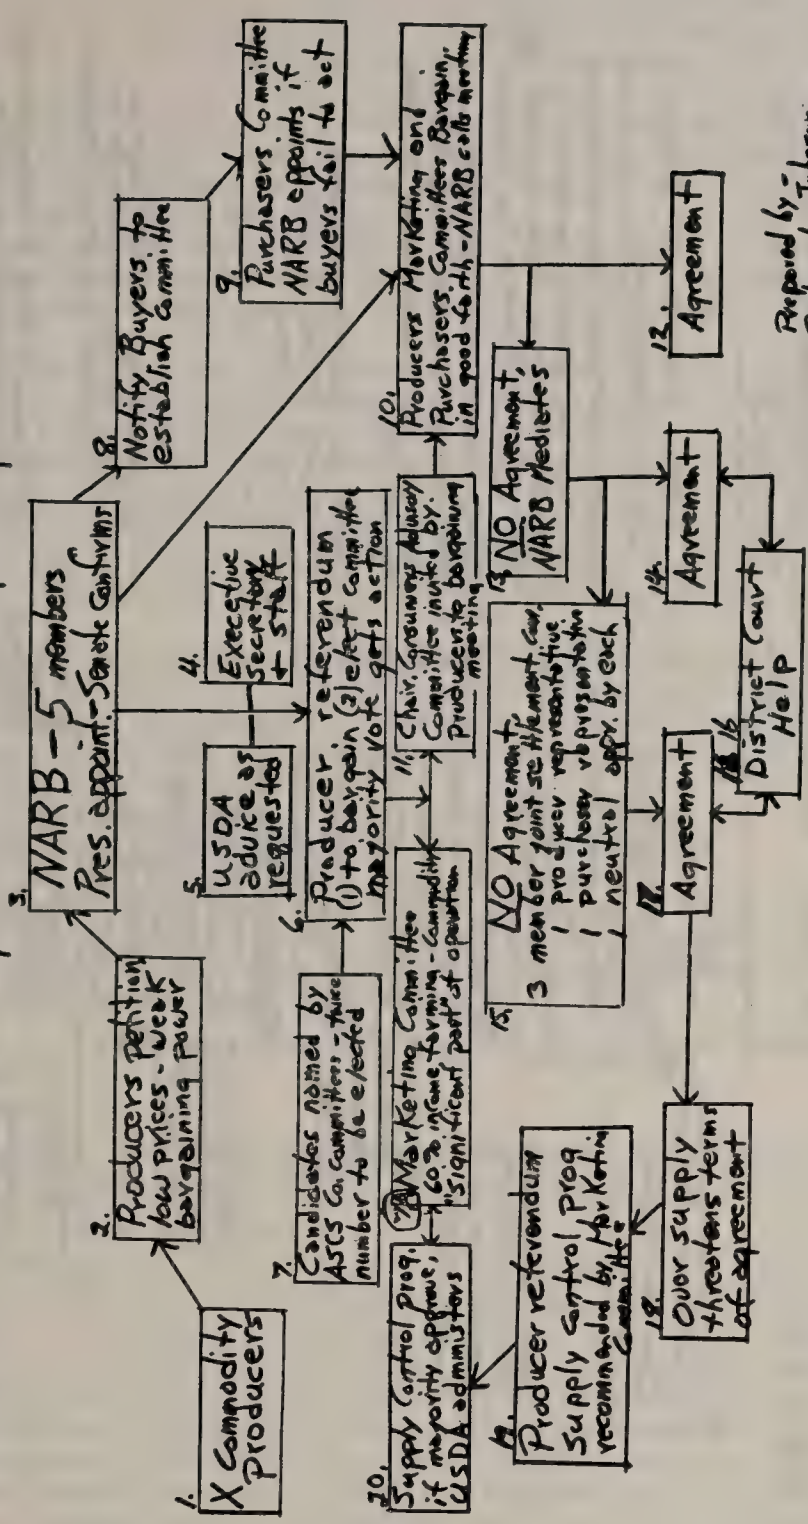 1.
X Commodity
Producers
2.
Producers petition
low prices - weak
bargaining power
3.
NARB - 5 members
Pres. appoint. - Senate Confirms
4.
Executive
Secretary
+ staff
5.
USDA
advice as
requested
6.
Producer referendum
(1) to bargain (2) elect committee
majority vote gets action
7.
Candidates named by
ASCS Co. committees - twice
number to be elected
7A
Marketing Committee
60% income farming - commodity
"significant part" of operation
8.
Notify Buyers to
establish committee
9.
Purchasers Committee
NARB appoints if
buyers fail to act
10.
Producers Marketing and
Purchasers Committees Bargain,
in good faith - NARB calls meeting
11.
Chair. Consumers Advisory
Committee invited by
Producers to bargaining
meeting
12.
Agreement
13.
NO Agreement,
NARB Mediates
14.
Agreement
15.
NO Agreement,
3 member joint settlement com.
1 producer representative
1 purchaser representative
1 neutral appr. by each
16
District Court
Help
Agreement
18.
Over supply
threatens terms
of agreement
19.
Producer referendum
Supply Control prog.
recommended by Marketing
Committee
20.
Supply Control prog.
if majority approve,
USDA administers
Prepared by -